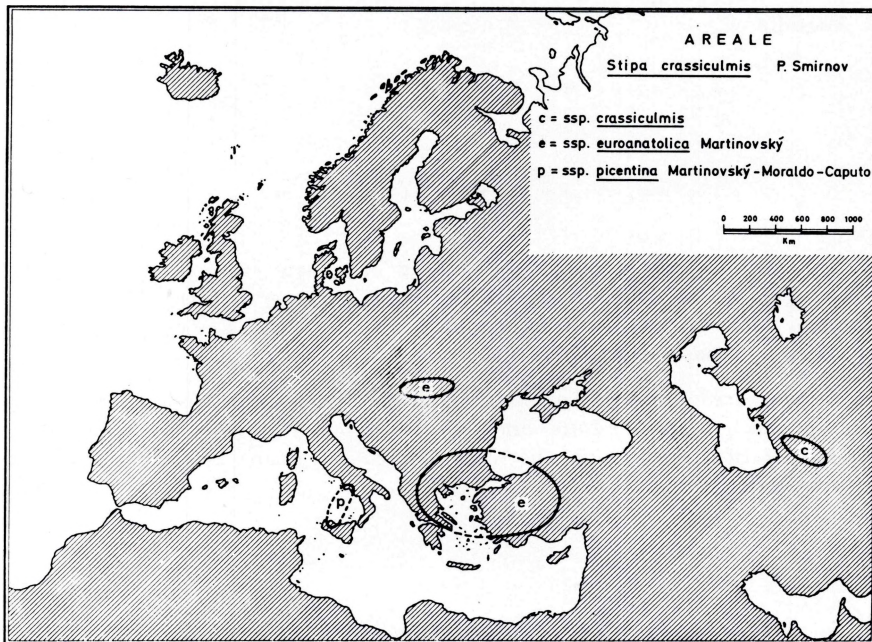 AREALE
Stipa crassiculmis P. Smirnov
c = ssp. crassiculmis
e = ssp. euroanatolica Martinovský
p = ssp. picentina Martinovský-Moraldo-Caputo
0 200 400 600 800 1000
Km
e
c
p
e